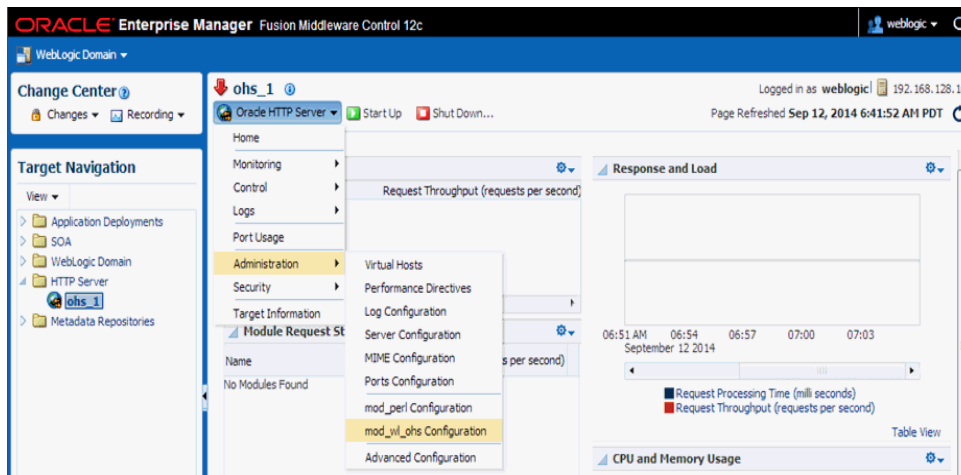 ORACLE Enterprise Manager Fusion Middleware Control 12c
weblogic
WebLogic Domain
Change Center
Changes Recording
ohs_1
Logged in as weblogic 192.168.128.1
Oracle HTTP Server Start Up Shut Down...
Page Refreshed Sep 12, 2014 6:41:52 AM PDT
Target Navigation
View
Application Deployments
SOA
WebLogic Domain
HTTP Server
ohs_1
Metadata Repositories
Home
Monitoring
Control
Logs
Port Usage
Administration
Security
Target Information
Virtual Hosts
Performance Directives
Log Configuration
Server Configuration
MIME Configuration
Ports Configuration
mod_perl Configuration
mod_wl_ohs Configuration
Advanced Configuration
Request Throughput (requests per second)
Module Request St
Name
s per second)
No Modules Found
Response and Load
06:51 AM 06:54 06:57 07:00 07:03
September 12 2014
Request Processing Time (milli seconds)
Request Throughput (requests per second)
Table View
CPU and Memory Usage